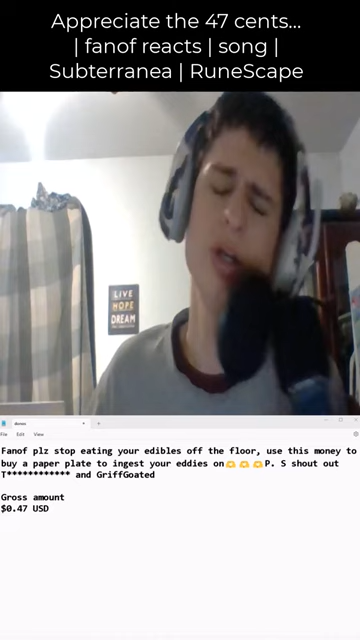 Appreciate the 47 cents...
| fanof reacts | song |
Subterranea | RuneScape
LIVE
HOPE
DREAM
File Edit View
Fanof plz stop eating your edibles off the floor, use this money to
buy a paper plate to ingest your eddies on🫶🫶🫶P. S shout out
T************ and GriffGoated
Gross amount
$0.47 USD